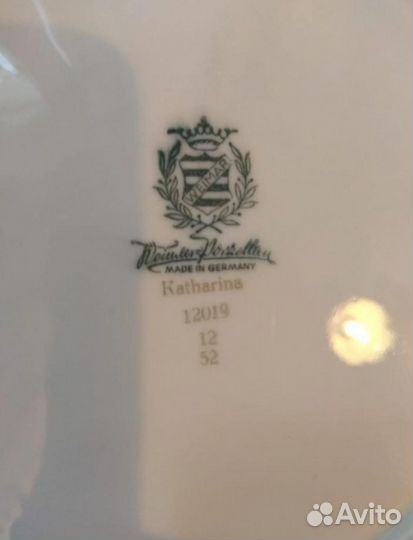 WEIMAR
Weimar Porzellan
MADE IN GERMANY
Katharina
12019
12
52
Avito